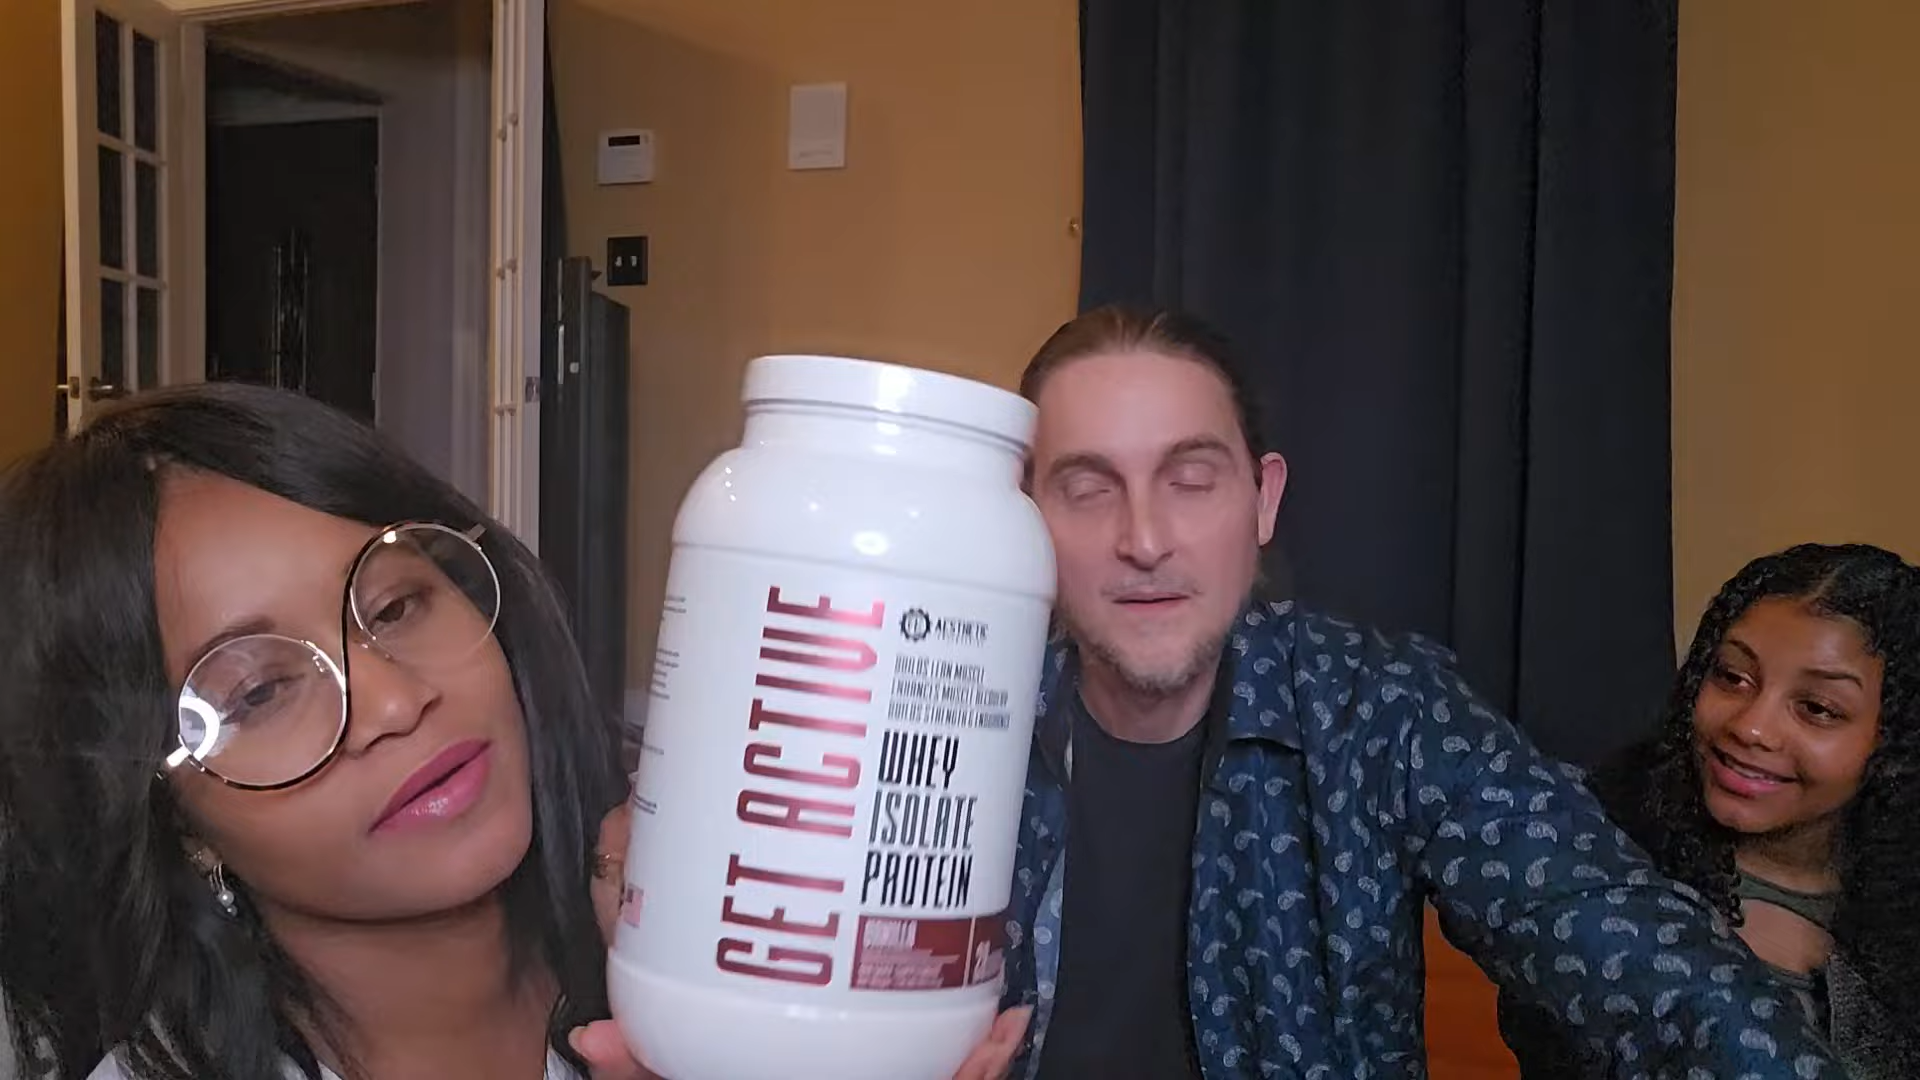 GET ACTIVE
AESTHETIC
BUILDS LEAN MUSCLE
ENHANCES MUSCLE RECOVERY
BUILDS STRENGTH & ENDURANCE
WHEY
ISOLATE
PROTEIN
VANILLA